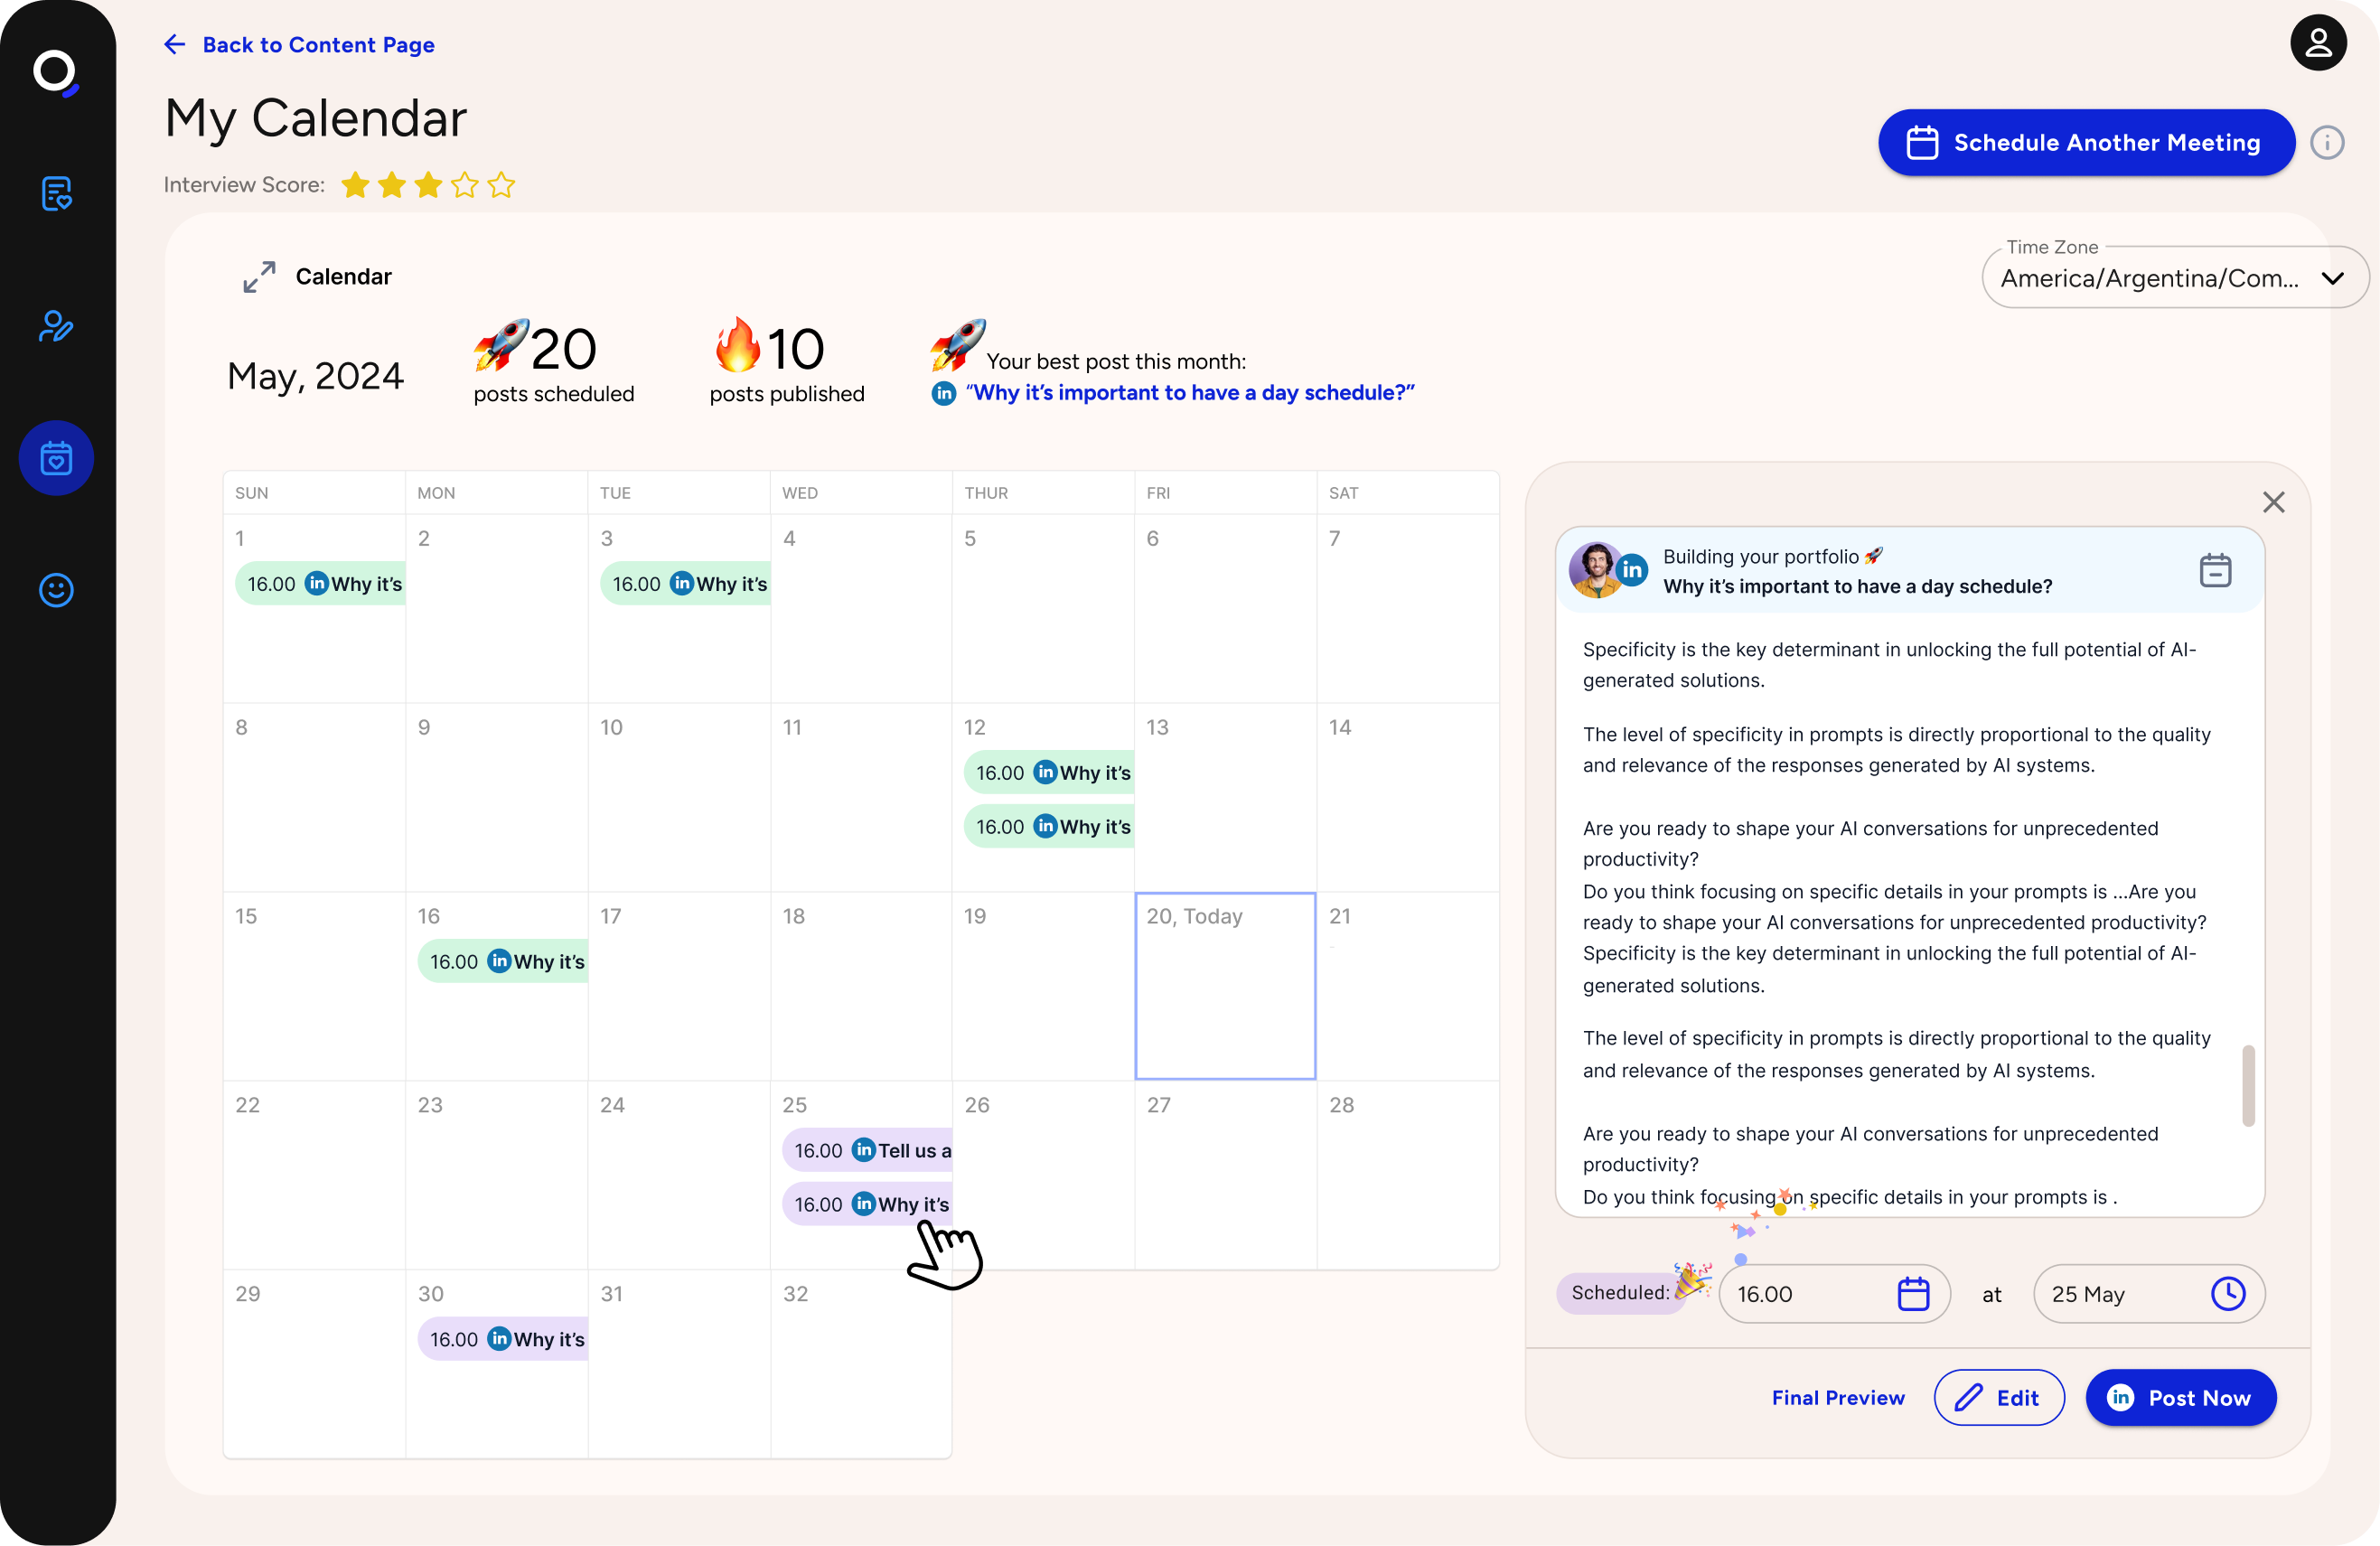 Back to Content Page
My Calendar
Interview Score:
Schedule Another Meeting
Calendar
Time Zone
America/Argentina/Com...
May, 2024
20
posts scheduled
10
posts published
Your best post this month:
in “Why it’s important to have a day schedule?”
SUN MON TUE WED THUR FRI SAT
1 2 3 4 5 6 7
16.00 in Why it’s
16.00 in Why it’s
8 9 10 11 12 13 14
16.00 in Why it’s
16.00 in Why it’s
15 16 17 18 19 20, Today 21
16.00 in Why it’s
-
22 23 24 25 26 27 28
16.00 in Tell us a
16.00 in Why it’s
29 30 31 32
16.00 in Why it’s
in
Building your portfolio
Why it’s important to have a day schedule?
Specificity is the key determinant in unlocking the full potential of AI-
generated solutions.
The level of specificity in prompts is directly proportional to the quality
and relevance of the responses generated by AI systems.
Are you ready to shape your AI conversations for unprecedented
productivity?
Do you think focusing on specific details in your prompts is ...Are you
ready to shape your AI conversations for unprecedented productivity?
Specificity is the key determinant in unlocking the full potential of AI-
generated solutions.
The level of specificity in prompts is directly proportional to the quality
and relevance of the responses generated by AI systems.
Are you ready to shape your AI conversations for unprecedented
productivity?
Do you think focusing on specific details in your prompts is .
Scheduled: 16.00 at 25 May
Final Preview
Edit
in Post Now